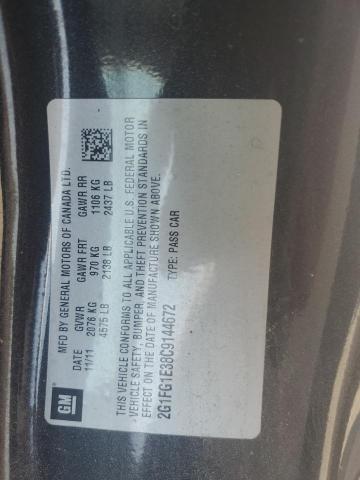 GM
MFD BY GENERAL MOTORS OF CANADA LTD.
DATE GVWR GAWR FRT GAWR RR
11/11 2076 KG 970 KG 1106 KG
4575 LB 2138 LB 2437 LB
THIS VEHICLE CONFORMS TO ALL APPLICABLE U.S. FEDERAL MOTOR
VEHICLE SAFETY, BUMPER, AND THEFT PREVENTION STANDARDS IN
EFFECT ON THE DATE OF MANUFACTURE SHOWN ABOVE.
2G1FG1E38C9144672 TYPE: PASS CAR